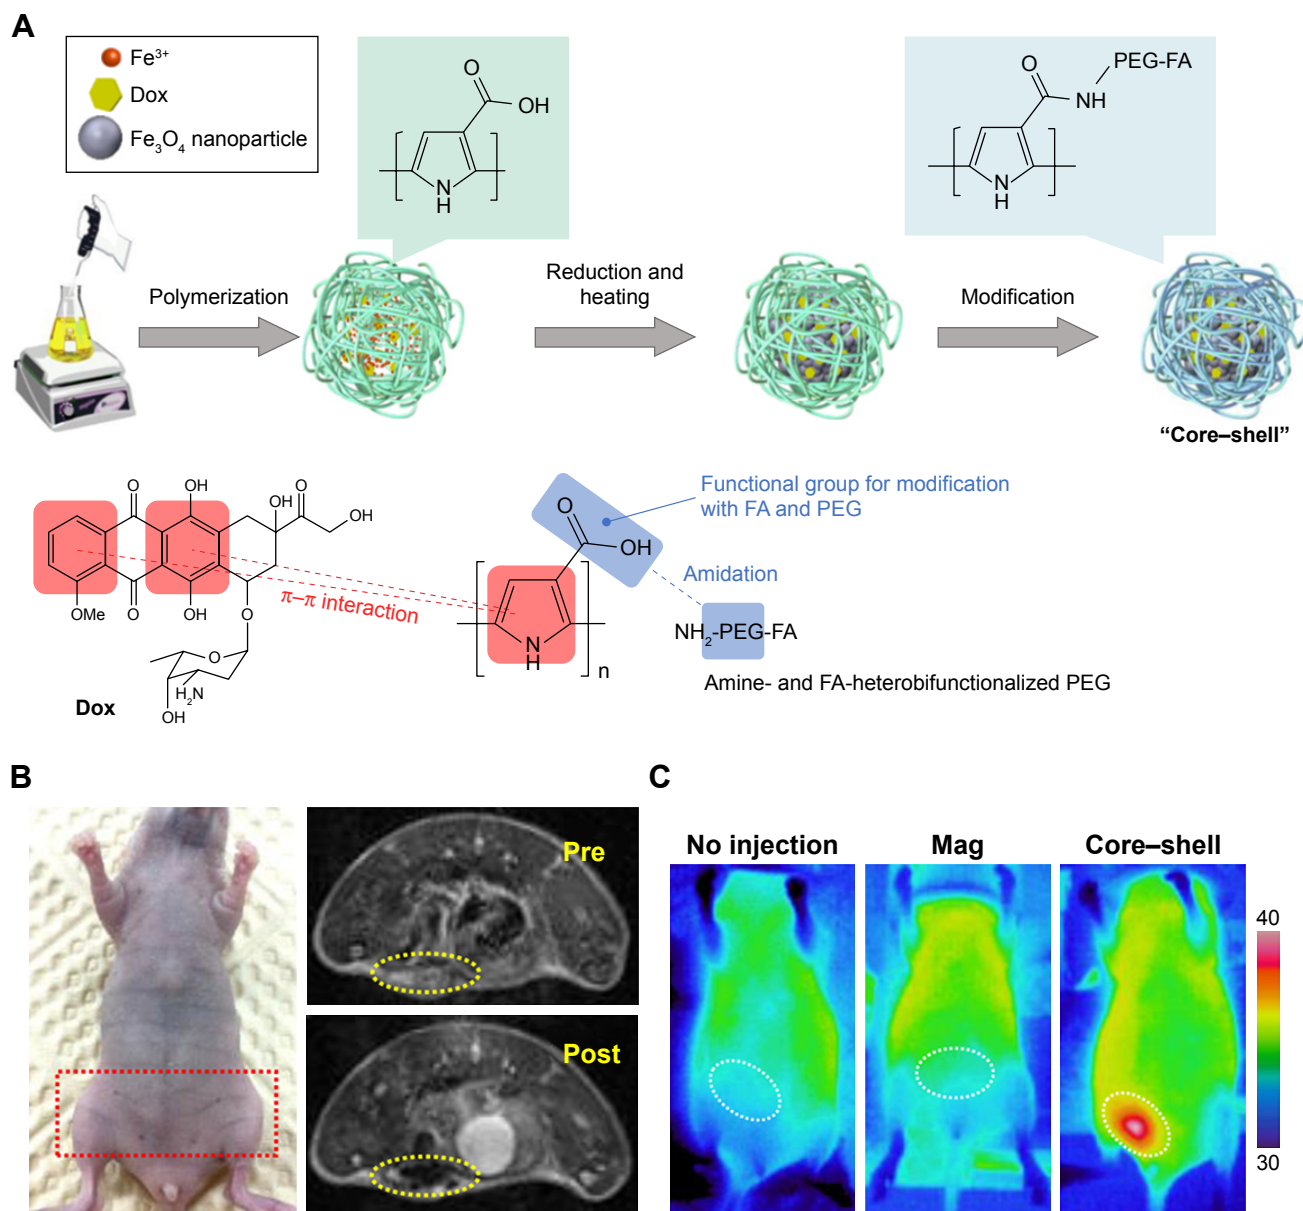 A
Fe³⁺
Dox
Fe₃O₄ nanoparticle
O
OH
N
H
O
PEG-FA
NH
N
H
Polymerization
Reduction and
heating
Modification
“Core–shell”
O
OH
OH
O
OH
O
OH
OMe
O
OH
O
O
H₂N
OH
Dox
π–π interaction
O
OH
N
H
n
Functional group for modification
with FA and PEG
Amidation
NH₂-PEG-FA
Amine- and FA-heterobifunctionalized PEG
B
Pre
Post
C
No injection
Mag
Core–shell
40
30